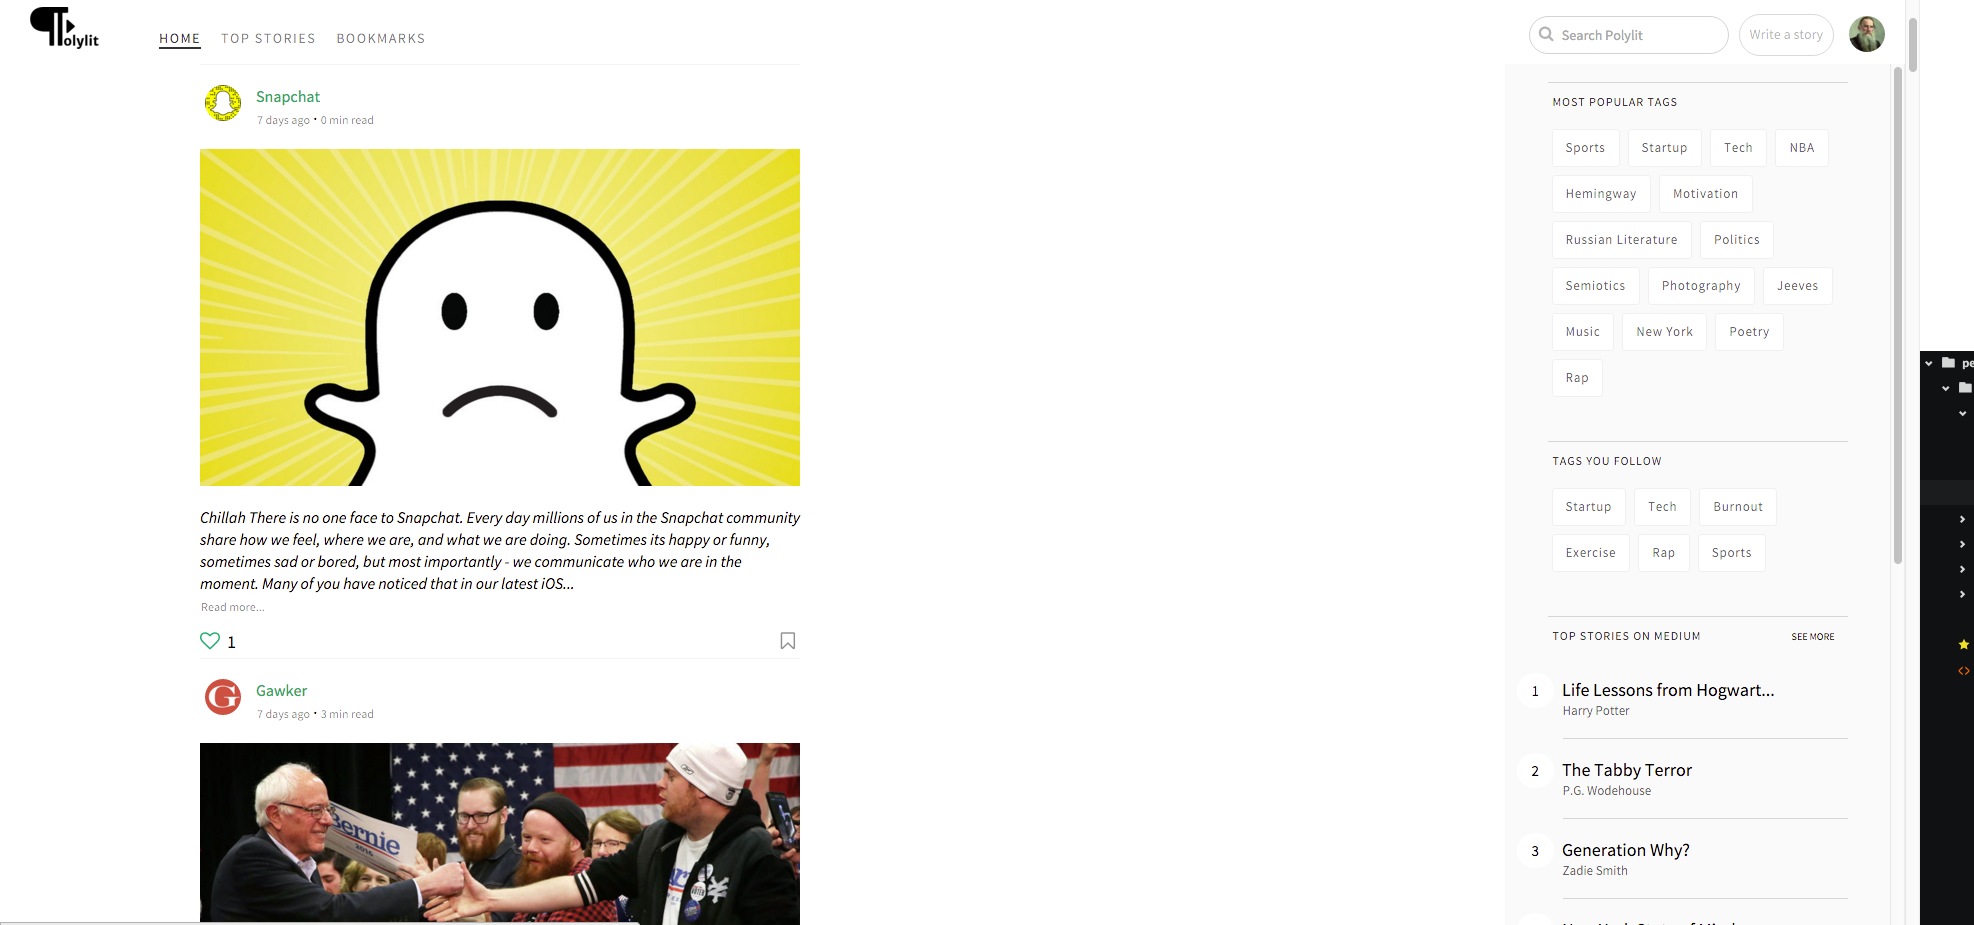 olylit
HOME TOP STORIES BOOKMARKS
Search Polylit
Write a story
Snapchat
7 days ago • 0 min read
Chillah There is no one face to Snapchat. Every day millions of us in the Snapchat community
share how we feel, where we are, and what we are doing. Sometimes its happy or funny,
sometimes sad or bored, but most importantly - we communicate who we are in the
moment. Many of you have noticed that in our latest iOS...
Read more...
1
Gawker
7 days ago • 3 min read
Bernie
2016
MOST POPULAR TAGS
Sports Startup Tech NBA
Hemingway Motivation
Russian Literature Politics
Semiotics Photography Jeeves
Music New York Poetry
Rap
TAGS YOU FOLLOW
Startup Tech Burnout
Exercise Rap Sports
TOP STORIES ON MEDIUM SEE MORE
1 Life Lessons from Hogwart...
Harry Potter
2 The Tabby Terror
P.G. Wodehouse
3 Generation Why?
Zadie Smith
pe